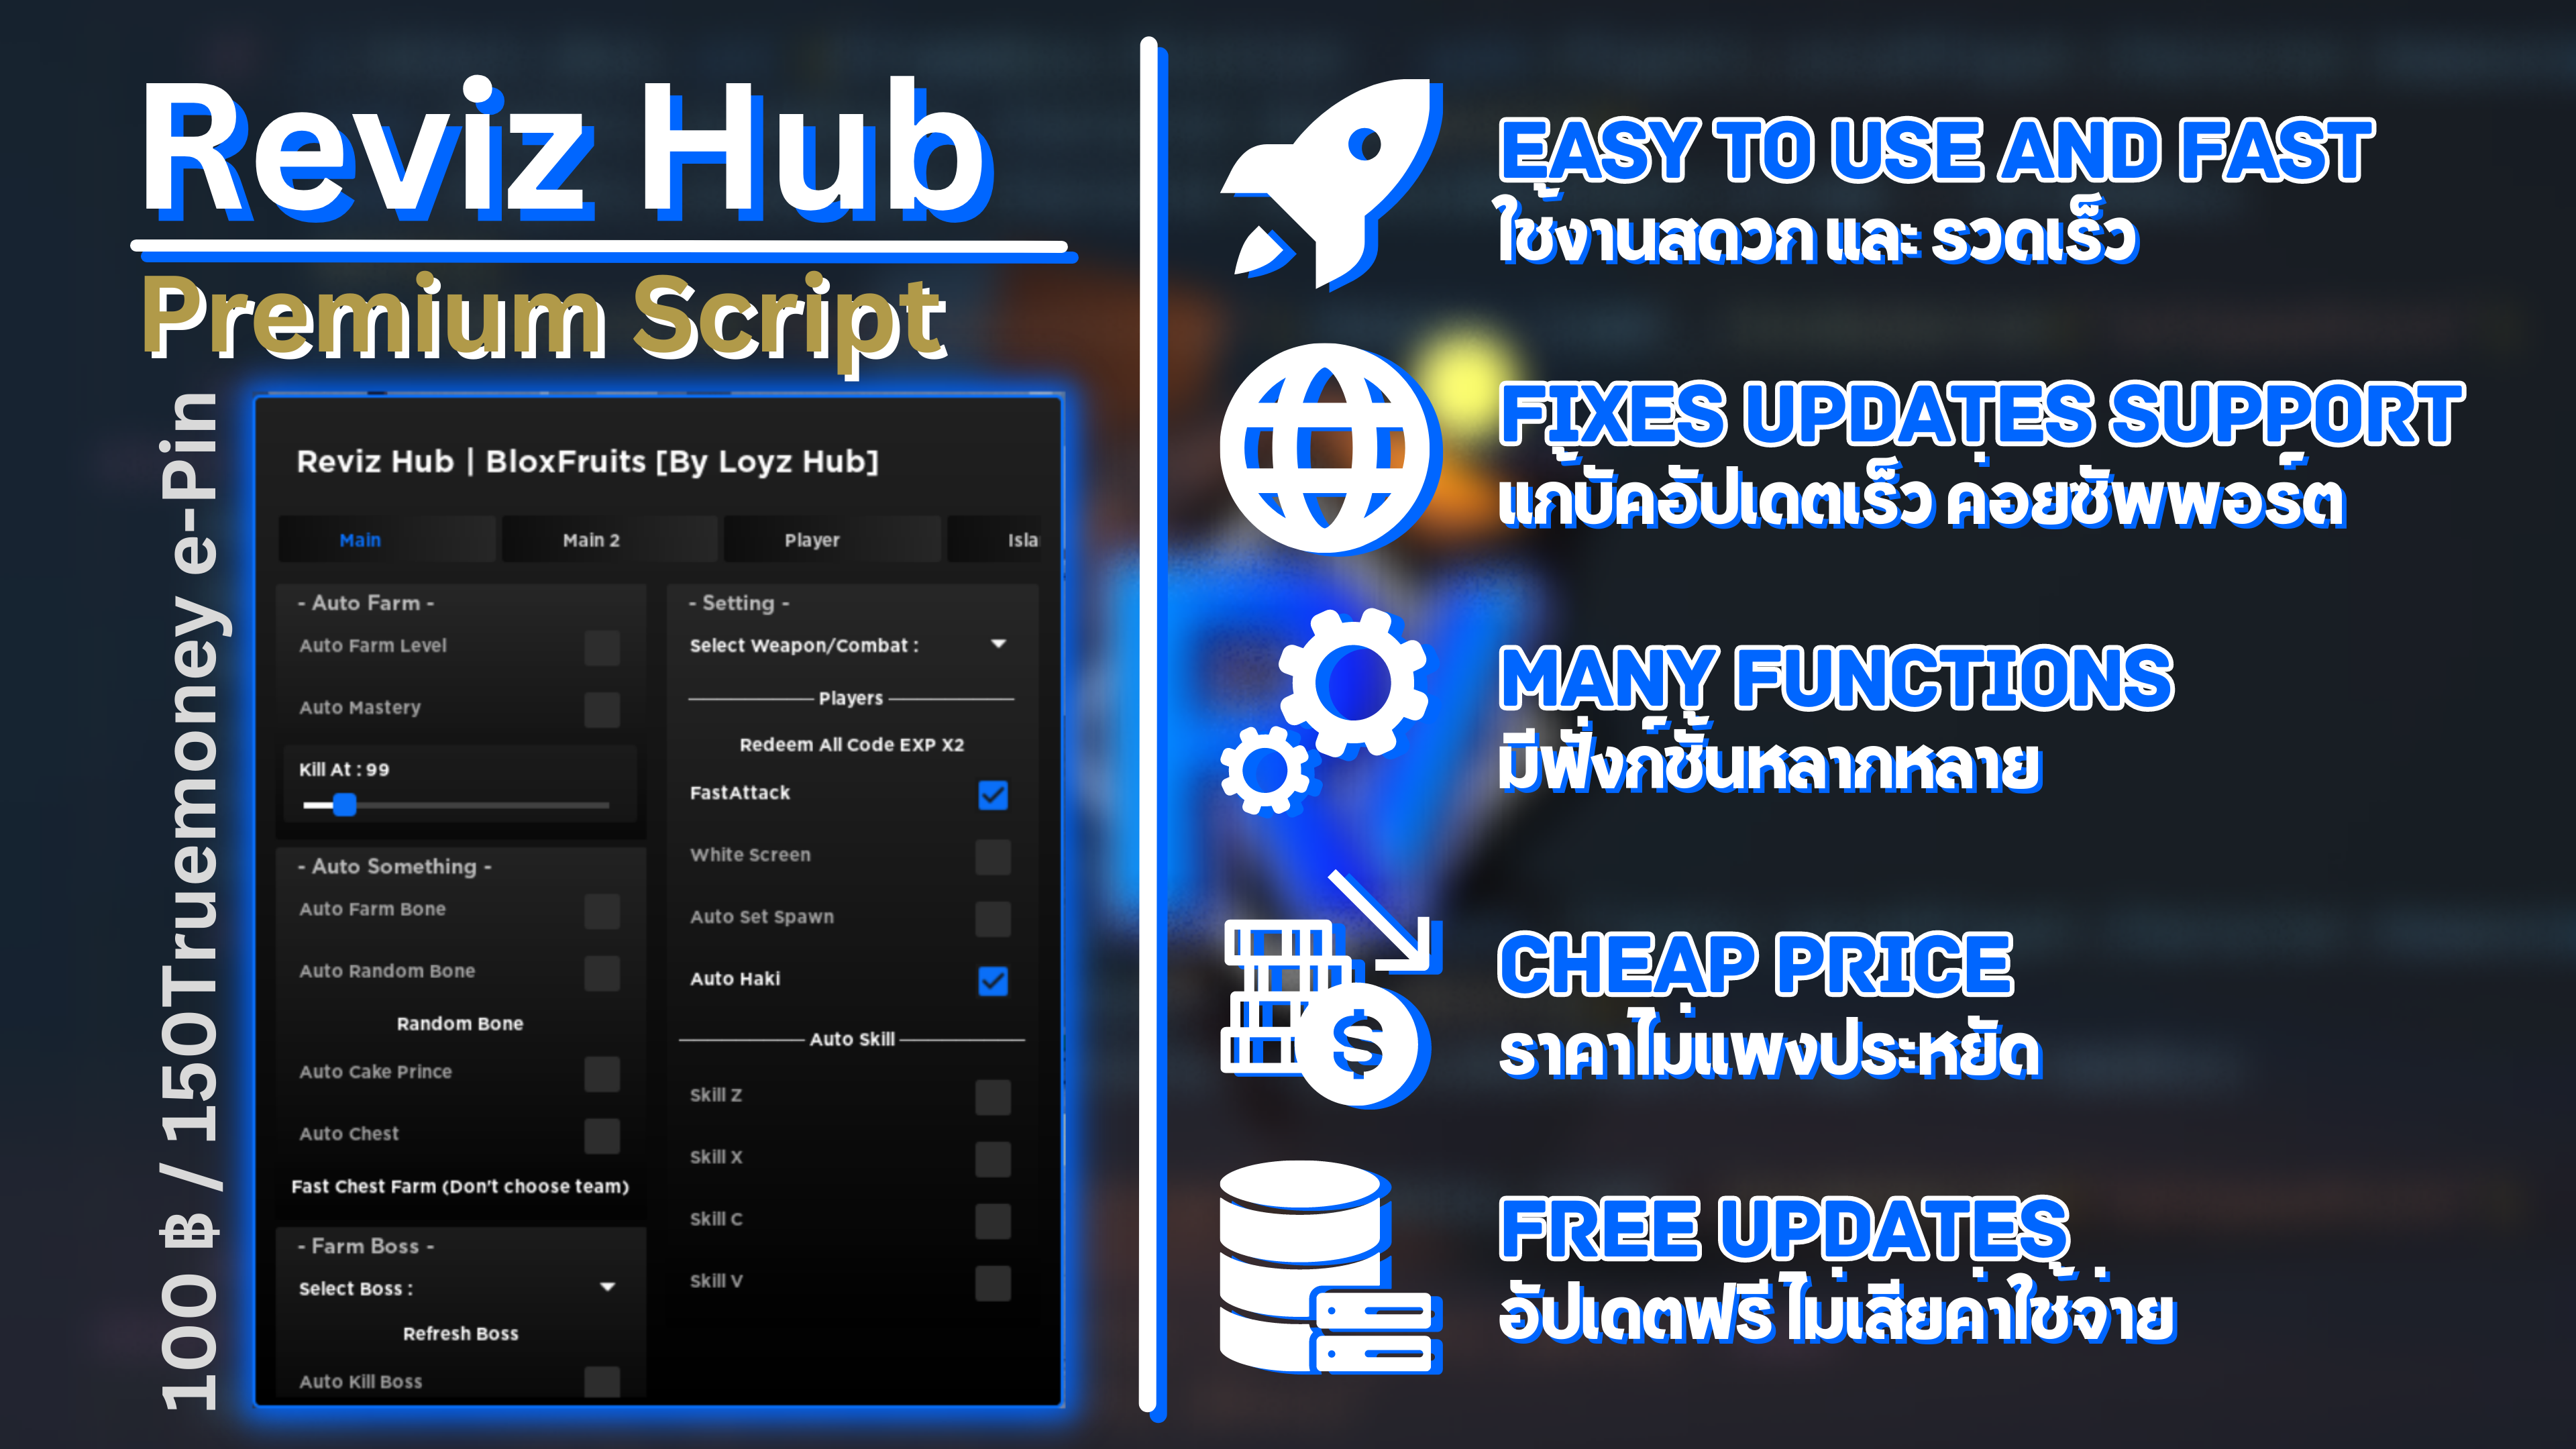 Reviz Hub
Premium Script
100 ฿ / 150Truemoney e-Pin
Reviz Hub | BloxFruits [By Loyz Hub]
Main
Main 2
Player
Isla
- Auto Farm -
Auto Farm Level
Auto Mastery
Kill At : 99
- Auto Something -
Auto Farm Bone
Auto Random Bone
Random Bone
Auto Cake Prince
Auto Chest
Fast Chest Farm (Don't choose team)
- Farm Boss -
Select Boss :
Refresh Boss
Auto Kill Boss
- Setting -
Select Weapon/Combat :
Players
Redeem All Code EXP X2
FastAttack
White Screen
Auto Set Spawn
Auto Haki
Auto Skill
Skill Z
Skill X
Skill C
Skill V
EASY TO USE AND FAST
ใช้งานสดวก และ รวดเร็ว
FIXES UPDATES SUPPORT
แก้บัคอัปเดตเร็ว ค่อยซัพพอร์ต
MANY FUNCTIONS
มีฟั่งก์ชั้นหลากหลาย
CHEAP PRICE
$
ราคาไม่แพงประหยัด
FREE UPDATES
อัปเดตฟรี ไม่เสียค่าใช้จ่าย